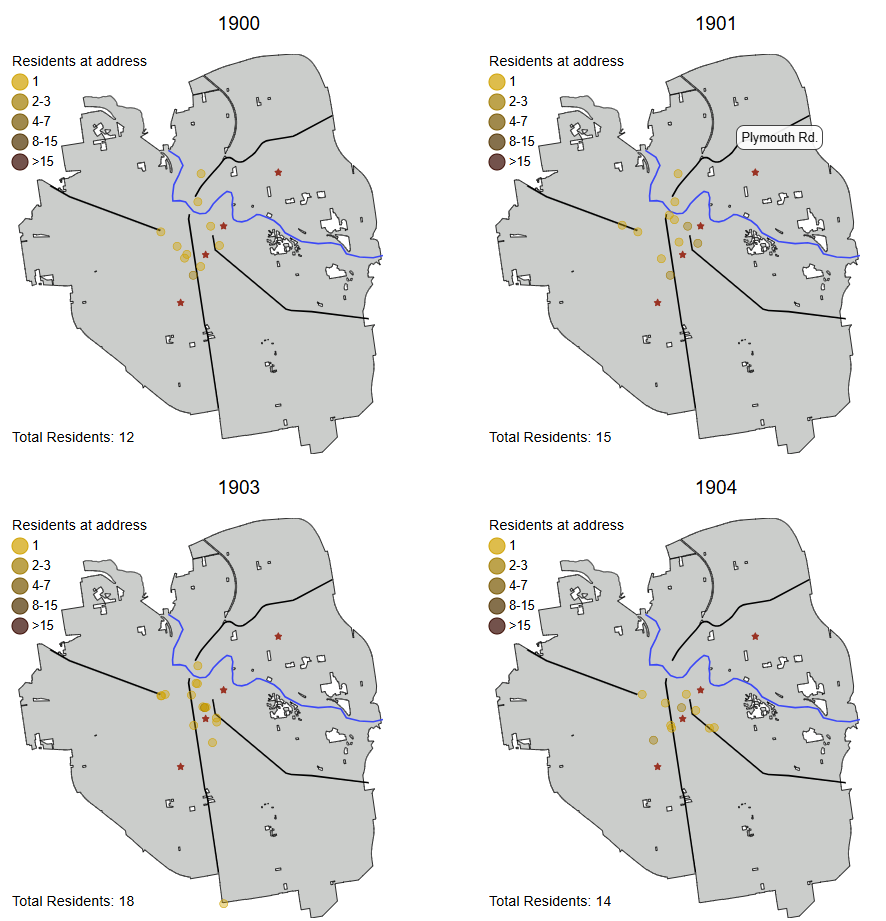 1900
Residents at address
1
2-3
4-7
8-15
>15
Total Residents: 12
1901
Residents at address
1
2-3
4-7
8-15
>15
Plymouth Rd.
Total Residents: 15
1903
Residents at address
1
2-3
4-7
8-15
>15
Total Residents: 18
1904
Residents at address
1
2-3
4-7
8-15
>15
Total Residents: 14